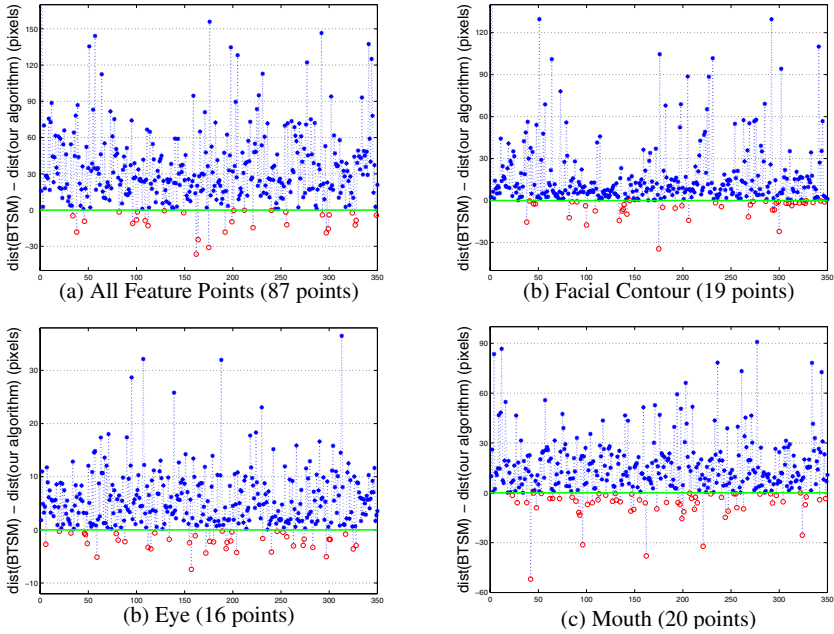 dist(BTSM) − dist(our algorithm) (pixels)
150
120
90
60
30
0
−30
0 50 100 150 200 250 300 350
(a) All Feature Points (87 points)
dist(BTSM) − dist(our algorithm) (pixels)
120
90
60
30
0
−30
0 50 100 150 200 250 300 350
(b) Facial Contour (19 points)
dist(BTSM) − dist(our algorithm) (pixels)
30
20
10
0
−10
0 50 100 150 200 250 300 350
(b) Eye (16 points)
dist(BTSM) − dist(our algorithm) (pixels)
90
60
30
0
−30
−60
0 50 100 150 200 250 300 350
(c) Mouth (20 points)